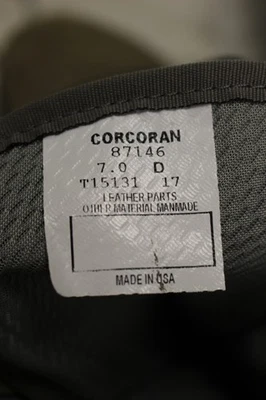 CORCORAN
87146
7.0 D
T15131 17
LEATHER PARTS
OTHER MATERIAL MANMADE
MADE IN USA